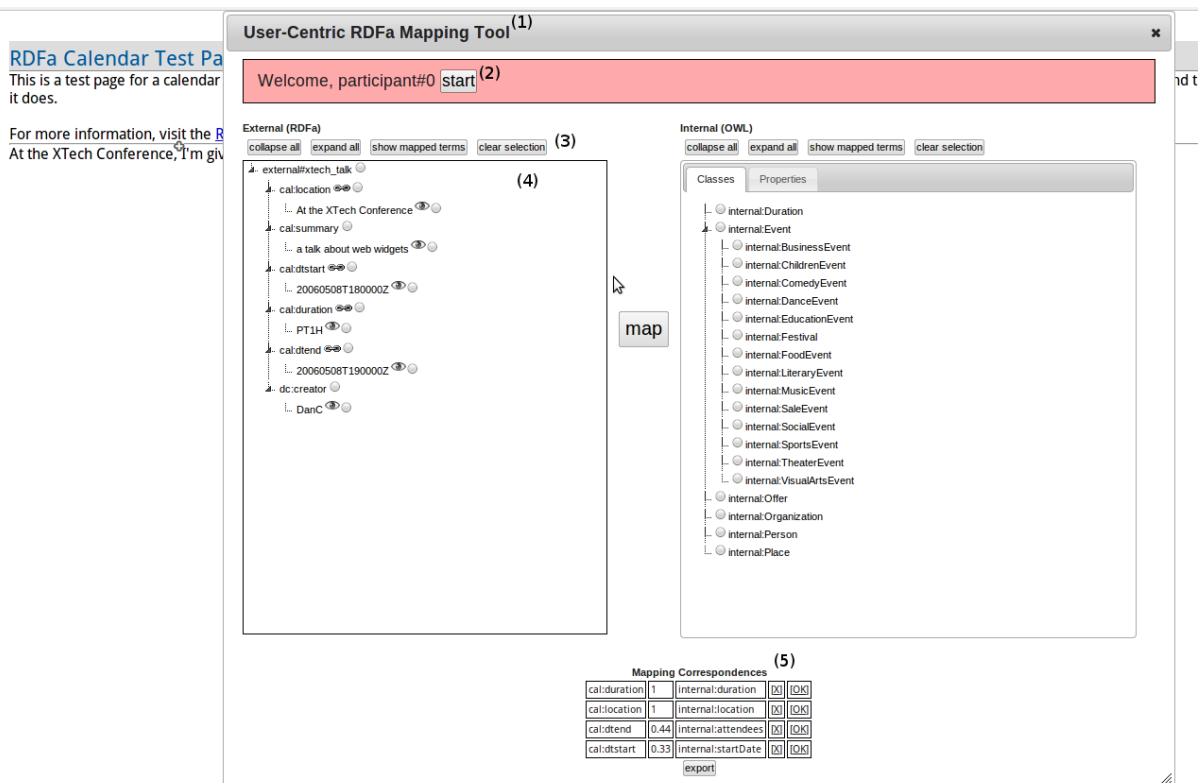 User-Centric RDFa Mapping Tool (1)
RDFa Calendar Test Pa
This is a test page for a calendar
it does.
For more information, visit the R
At the XTech Conference, I'm giv
nd t
Welcome, participant#0 start (2)
External (RDFa)
collapse all expand all show mapped terms clear selection (3)
(4)
external#xtech_talk
cal:location
At the XTech Conference
cal:summary
a talk about web widgets
cal:dtstart
20060508T180000Z
cal:duration
PT1H
cal:dtend
20060508T190000Z
dc:creator
DanC
map
Internal (OWL)
collapse all expand all show mapped terms clear selection
Classes Properties
internal:Duration
internal:Event
internal:BusinessEvent
internal:ChildrenEvent
internal:ComedyEvent
internal:DanceEvent
internal:EducationEvent
internal:Festival
internal:FoodEvent
internal:LiteraryEvent
internal:MusicEvent
internal:SaleEvent
internal:SocialEvent
internal:SportsEvent
internal:TheaterEvent
internal:VisualArtsEvent
internal:Offer
internal:Organization
internal:Person
internal:Place
Mapping Correspondences (5)
cal:duration 1 internal:duration [X] [OK]
cal:location 1 internal:location [X] [OK]
cal:dtend 0.44 internal:attendees [X] [OK]
cal:dtstart 0.33 internal:startDate [X] [OK]
export